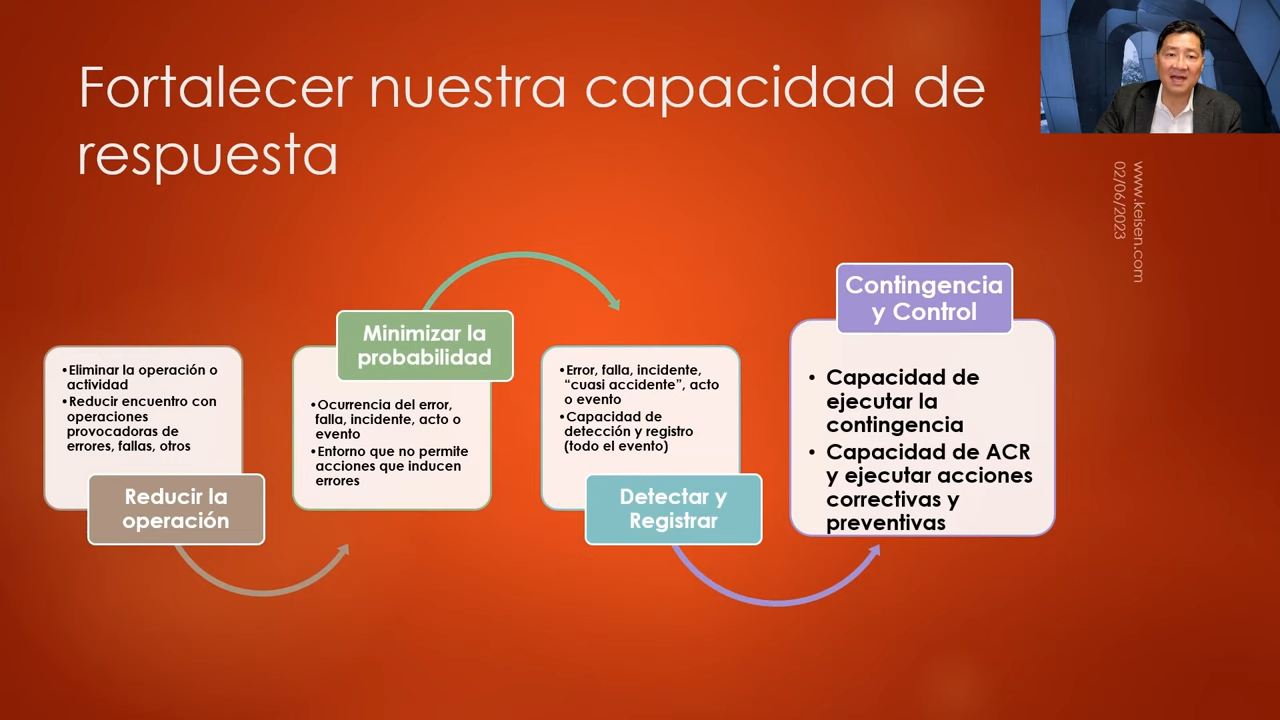 Fortalecer nuestra capacidad de
respuesta
www.keisen.com
02/06/2023
•Eliminar la operación o
actividad
•Reducir encuentro con
operaciones
provocadoras de
errores, fallas, otros
Reducir la
operación
Minimizar la
probabilidad
•Ocurrencia del error,
falla, incidente, acto o
evento
•Entorno que no permite
acciones que inducen
errores
•Error, falla, incidente,
“cuasi accidente”, acto
o evento
•Capacidad de
detección y registro
(todo el evento)
Detectar y
Registrar
Contingencia
y Control
• Capacidad de
ejecutar la
contingencia
• Capacidad de ACR
y ejecutar acciones
correctivas y
preventivas